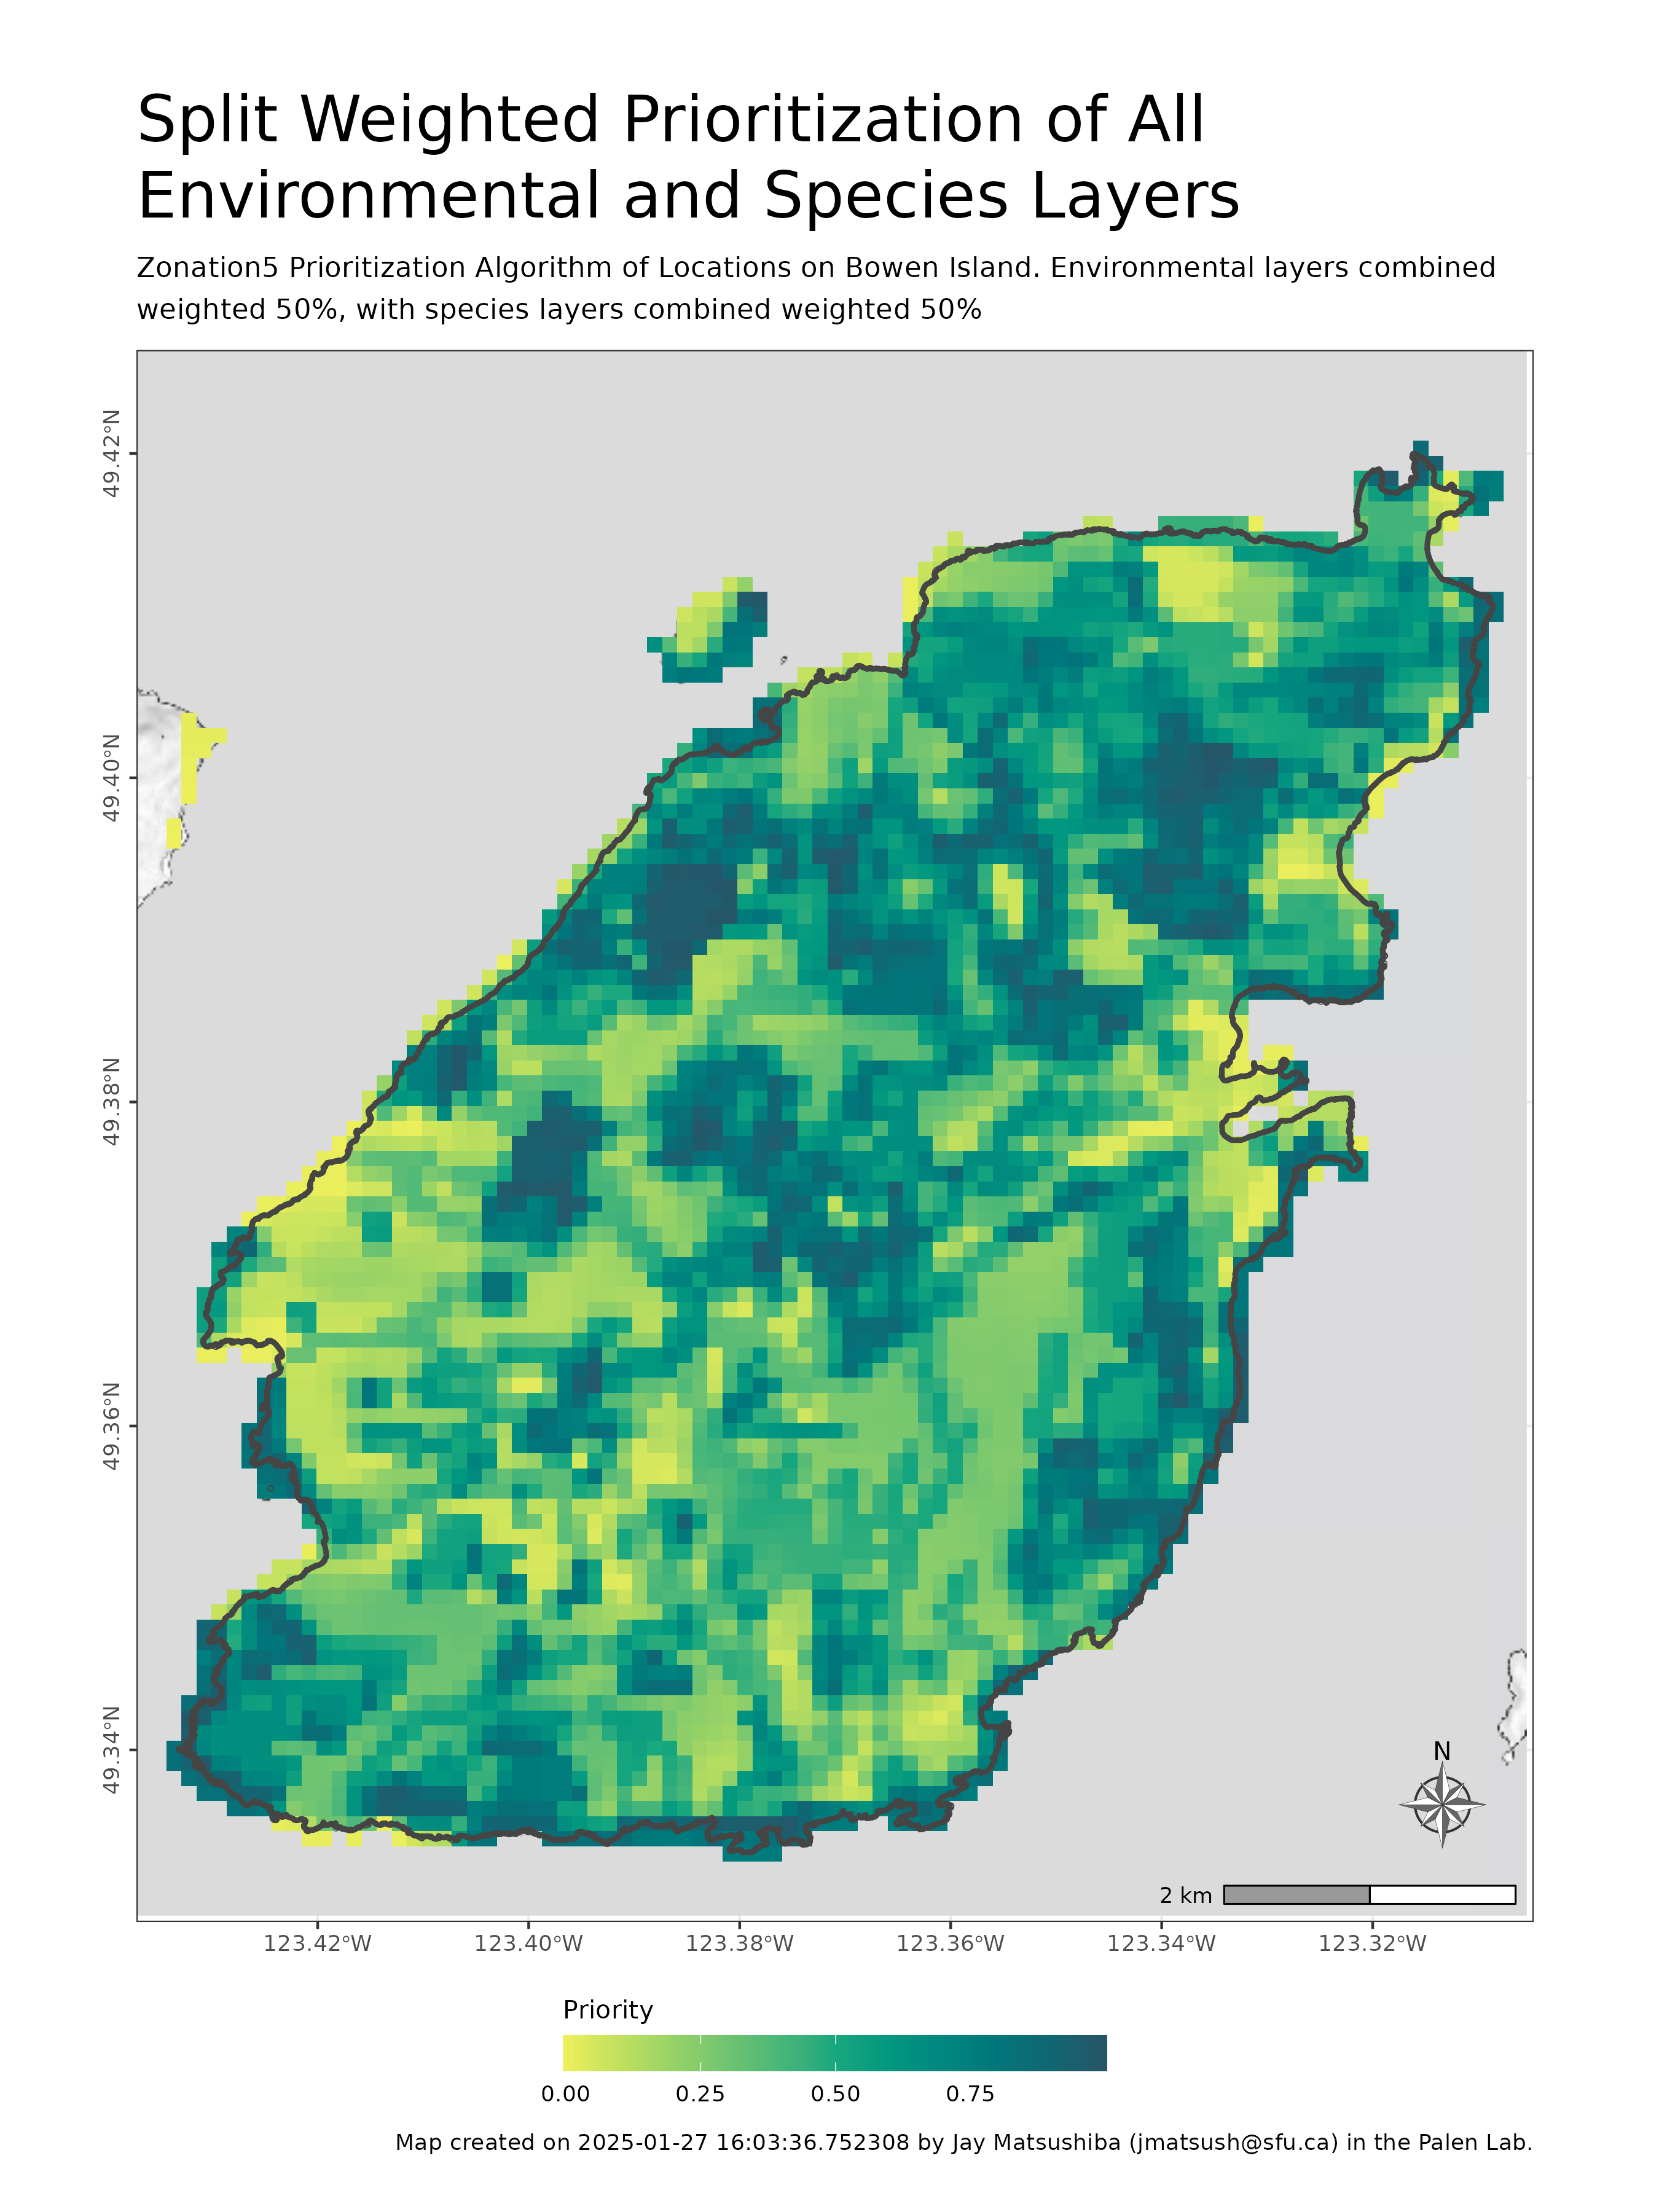 Split Weighted Prioritization of All
Environmental and Species Layers
Zonation5 Prioritization Algorithm of Locations on Bowen Island. Environmental layers combined
weighted 50%, with species layers combined weighted 50%
49.42°N
49.40°N
49.38°N
49.36°N
49.34°N
N
2 km
123.42°W
123.40°W
123.38°W
123.36°W
123.34°W
123.32°W
Priority
0.00
0.25
0.50
0.75
Map created on 2025-01-27 16:03:36.752308 by Jay Matsushiba (jmatsush@sfu.ca) in the Palen Lab.